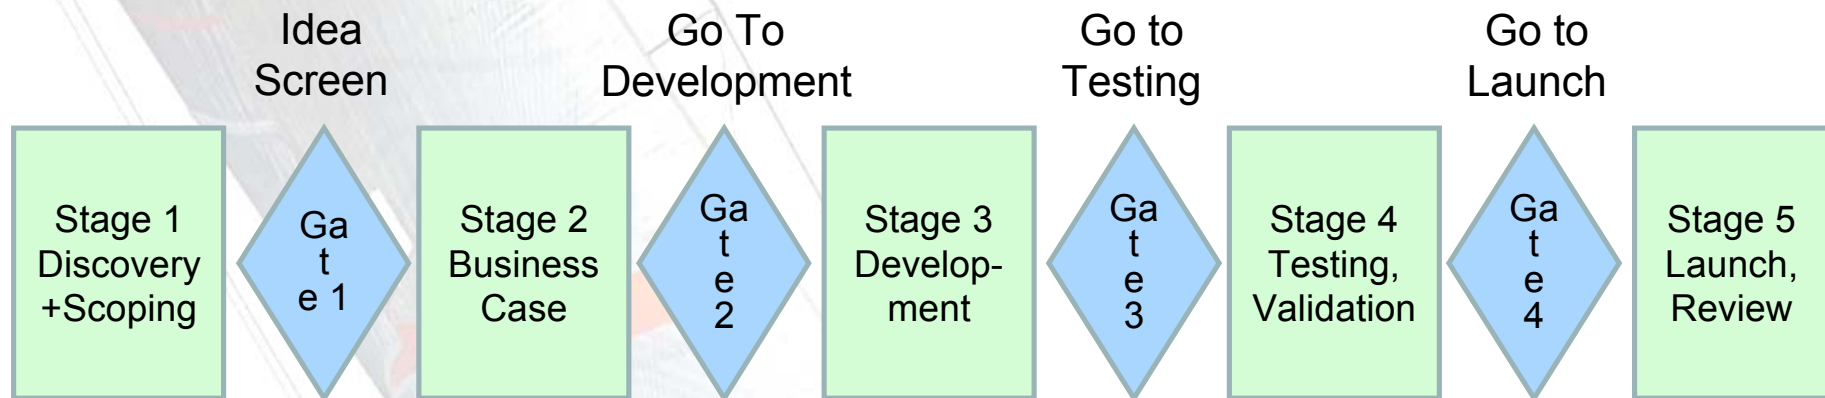 Idea
Screen
Go To
Development
Go to
Testing
Go to
Launch
Stage 1
Discovery
+Scoping
Ga
t
e 1
Stage 2
Business
Case
Ga
t
e
2
Stage 3
Develop-
ment
Ga
t
e
3
Stage 4
Testing,
Validation
Ga
t
e
4
Stage 5
Launch,
Review